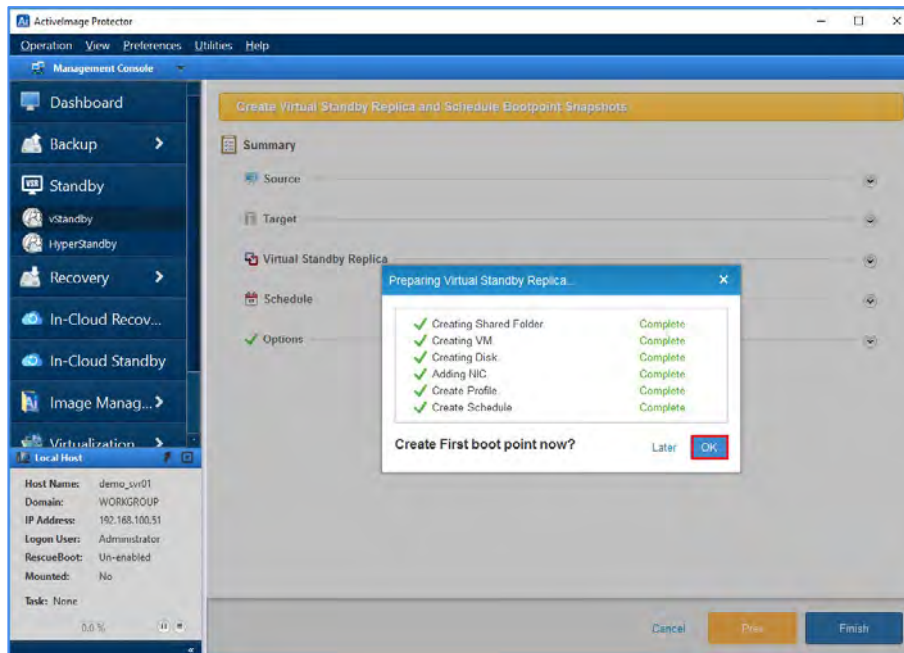 ActiveImage Protector
Operation View Preferences Utilities Help
Management Console
Dashboard
Backup
Standby
vStandby
HyperStandby
Recovery
In-Cloud Recov...
In-Cloud Standby
Image Manag...
Virtualization
Local Host
Host Name: demo_svr01
Domain: WORKGROUP
IP Address: 192.168.100.51
Logon User: Administrator
RescueBoot: Un-enabled
Mounted: No
Task: None
0.0 %
Create Virtual Standby Replica and Schedule Bootpoint Snapshots
Summary
Source
Target
Virtual Standby Replica
Schedule
Options
Preparing Virtual Standby Replica...
Creating Shared Folder Complete
Creating VM Complete
Creating Disk Complete
Adding NIC Complete
Create Profile Complete
Create Schedule Complete
Create First boot point now?
Later OK
Cancel Prev Finish